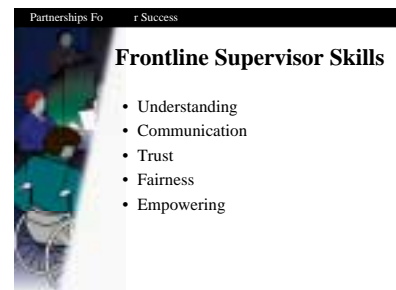 Partnerships Fo r Success
Frontline Supervisor Skills
• Understanding
• Communication
• Trust
• Fairness
• Empowering